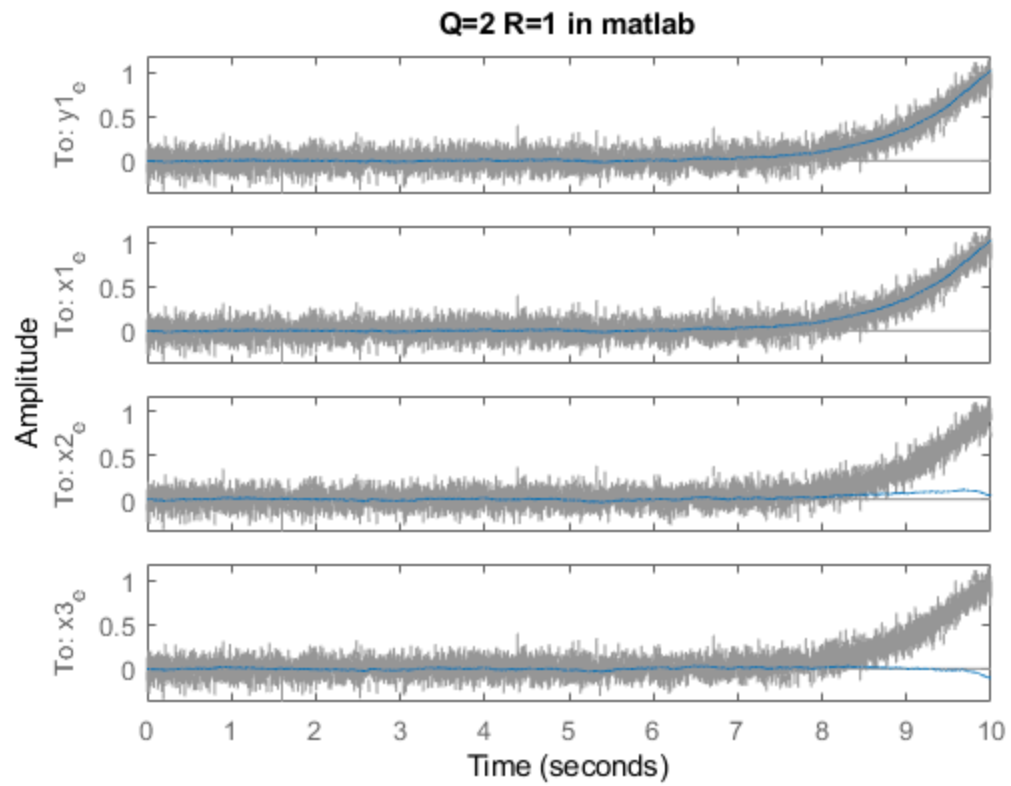 Q=2 R=1 in matlab
To: y1e
1
0.5
0
To: x1e
1
0.5
0
Amplitude
To: x2e
1
0.5
0
To: x3e
1
0.5
0
0 1 2 3 4 5 6 7 8 9 10
Time (seconds)